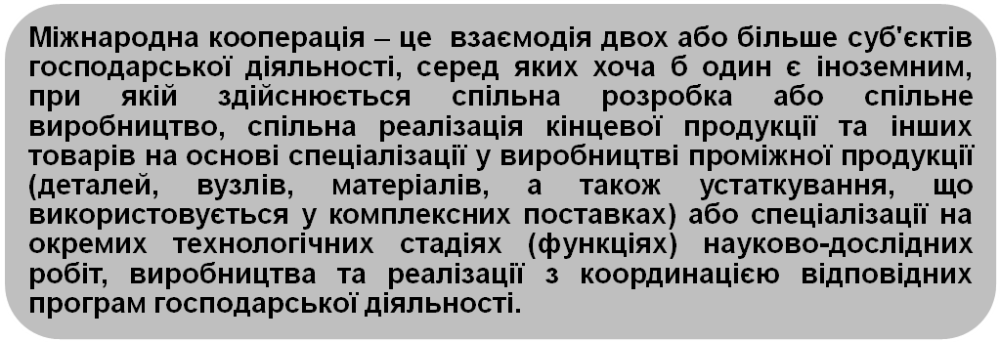 Міжнародна кооперація – це взаємодія двох або більше суб'єктів
господарської діяльності, серед яких хоча б один є іноземним,
при якій здійснюється спільна розробка або спільне
виробництво, спільна реалізація кінцевої продукції та інших
товарів на основі спеціалізації у виробництві проміжної продукції
(деталей, вузлів, матеріалів, а також устаткування, що
використовується у комплексних поставках) або спеціалізації на
окремих технологічних стадіях (функціях) науково-дослідних
робіт, виробництва та реалізації з координацією відповідних
програм господарської діяльності.